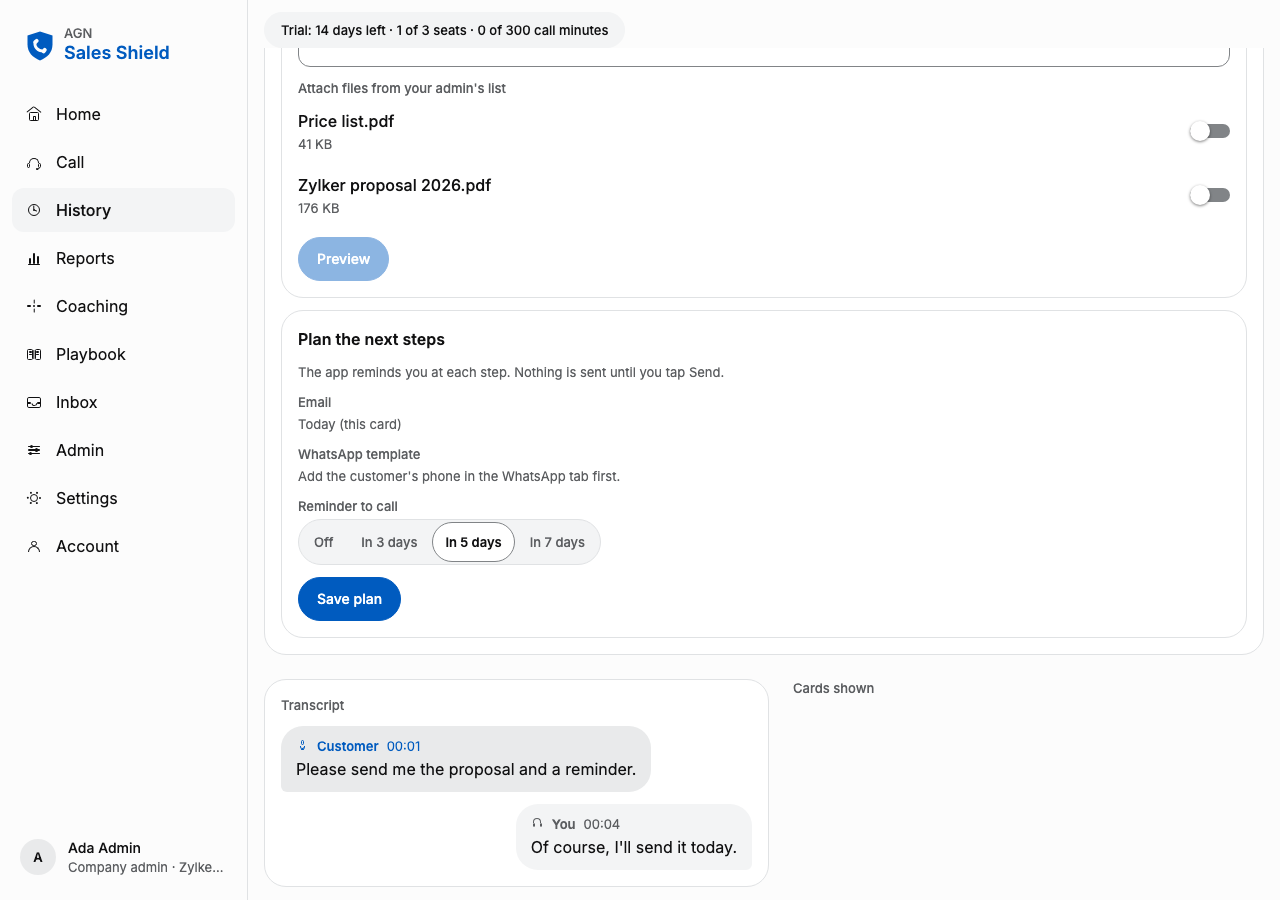 AGN
Sales Shield
Home
Call
History
Reports
Coaching
Playbook
Inbox
Admin
Settings
Account
A
Ada Admin
Company admin · Zylke...
Trial: 14 days left · 1 of 3 seats · 0 of 300 call minutes
Attach files from your admin's list
Price list.pdf
41 KB
Zylker proposal 2026.pdf
176 KB
Preview
Plan the next steps
The app reminds you at each step. Nothing is sent until you tap Send.
Email
Today (this card)
WhatsApp template
Add the customer's phone in the WhatsApp tab first.
Reminder to call
Off In 3 days In 5 days In 7 days
Save plan
Transcript
Customer 00:01
Please send me the proposal and a reminder.
You 00:04
Of course, I'll send it today.
Cards shown